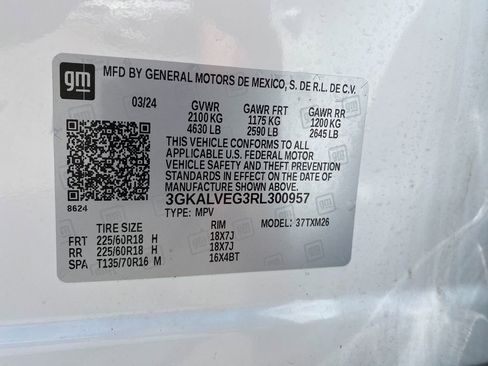 gm
MFD BY GENERAL MOTORS DE MEXICO, S. DE R.L. DE C.V.
03/24 GVWR GAWR FRT GAWR RR
2100 KG 1175 KG 1200 KG
4630 LB 2590 LB 2645 LB
THIS VEHICLE CONFORMS TO ALL
APPLICABLE U.S. FEDERAL MOTOR
VEHICLE SAFETY AND THEFT PREVENTION
STANDARDS IN EFFECT ON THE DATE OF
MANUFACTURE SHOWN ABOVE.
8624 3GKALVEG3RL300957
TYPE: MPV MODEL: 37TXM26
TIRE SIZE RIM
FRT 225/60R18 H 18X7J
RR 225/60R18 H 18X7J
SPA T135/70R16 M 16X4BT